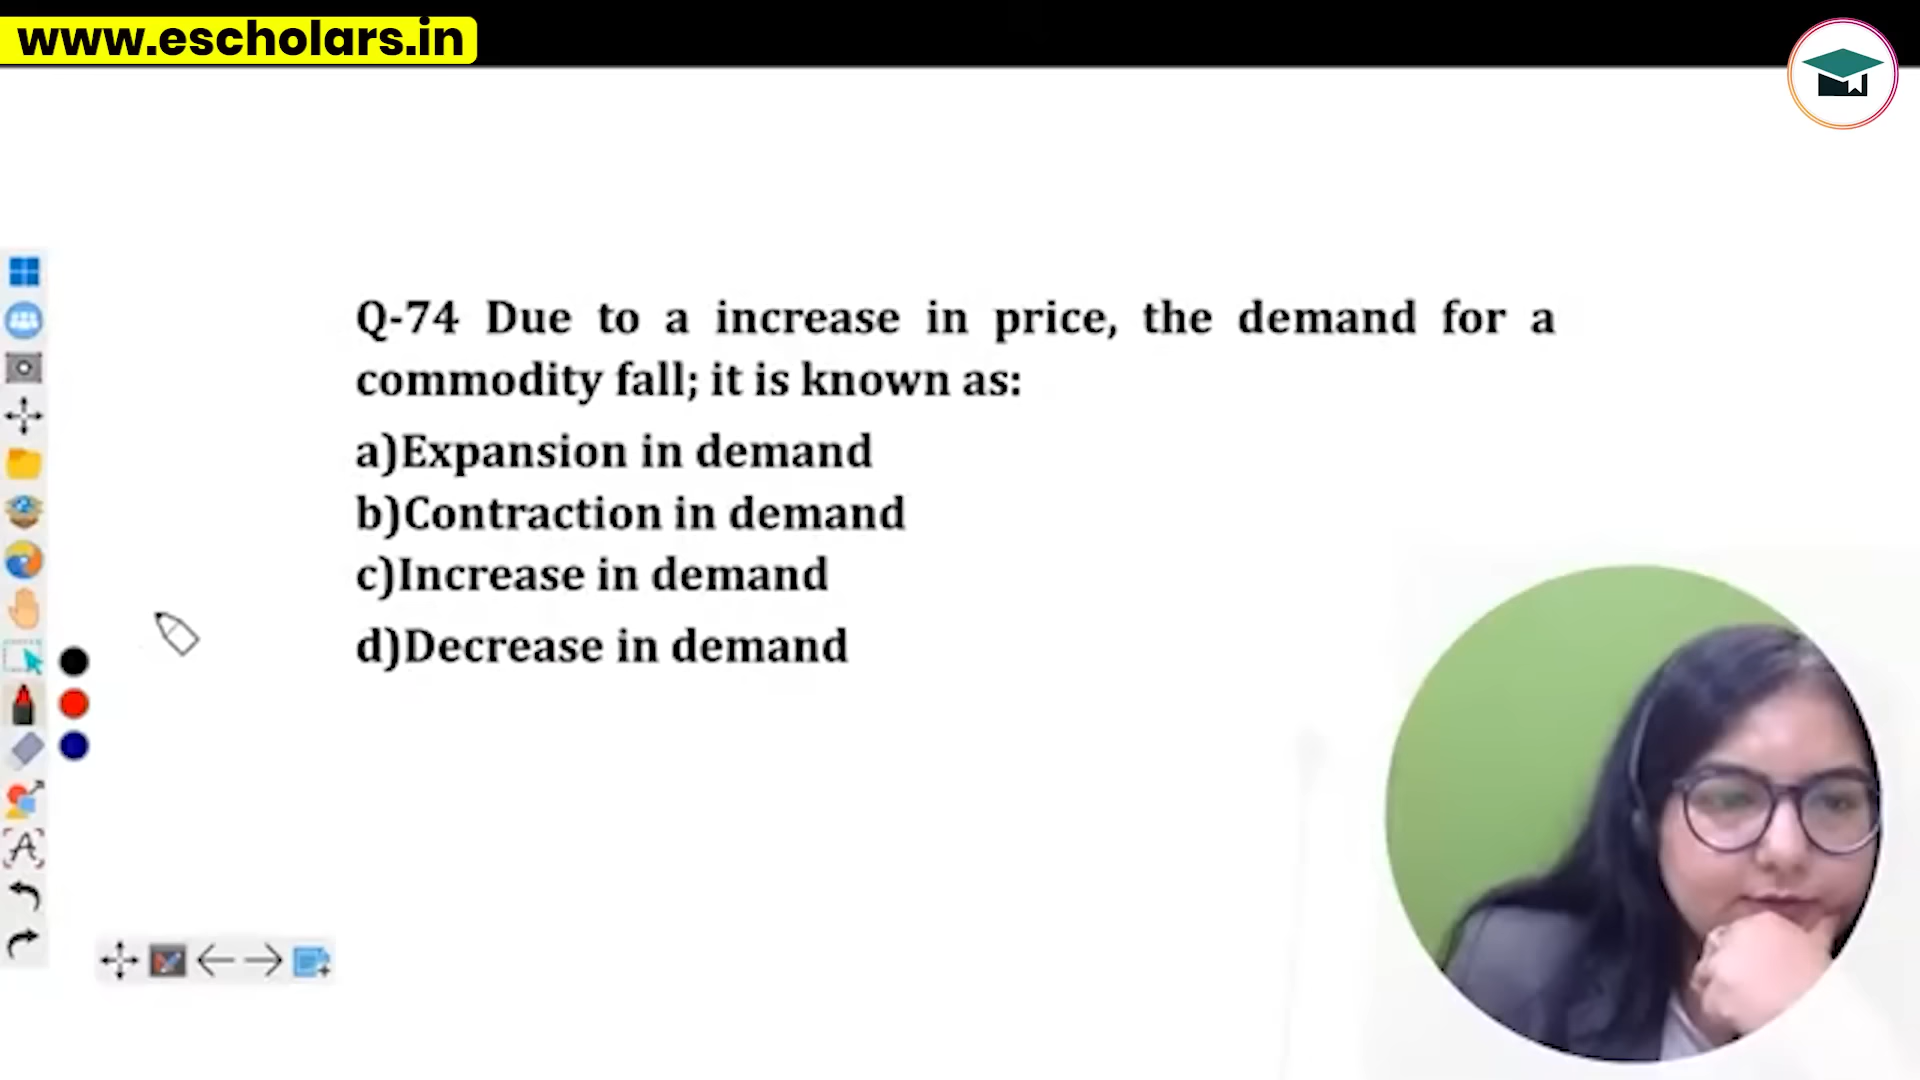 www.escholars.in
Q-74 Due to a increase in price, the demand for a
commodity fall; it is known as:
a)Expansion in demand
b)Contraction in demand
c)Increase in demand
d)Decrease in demand